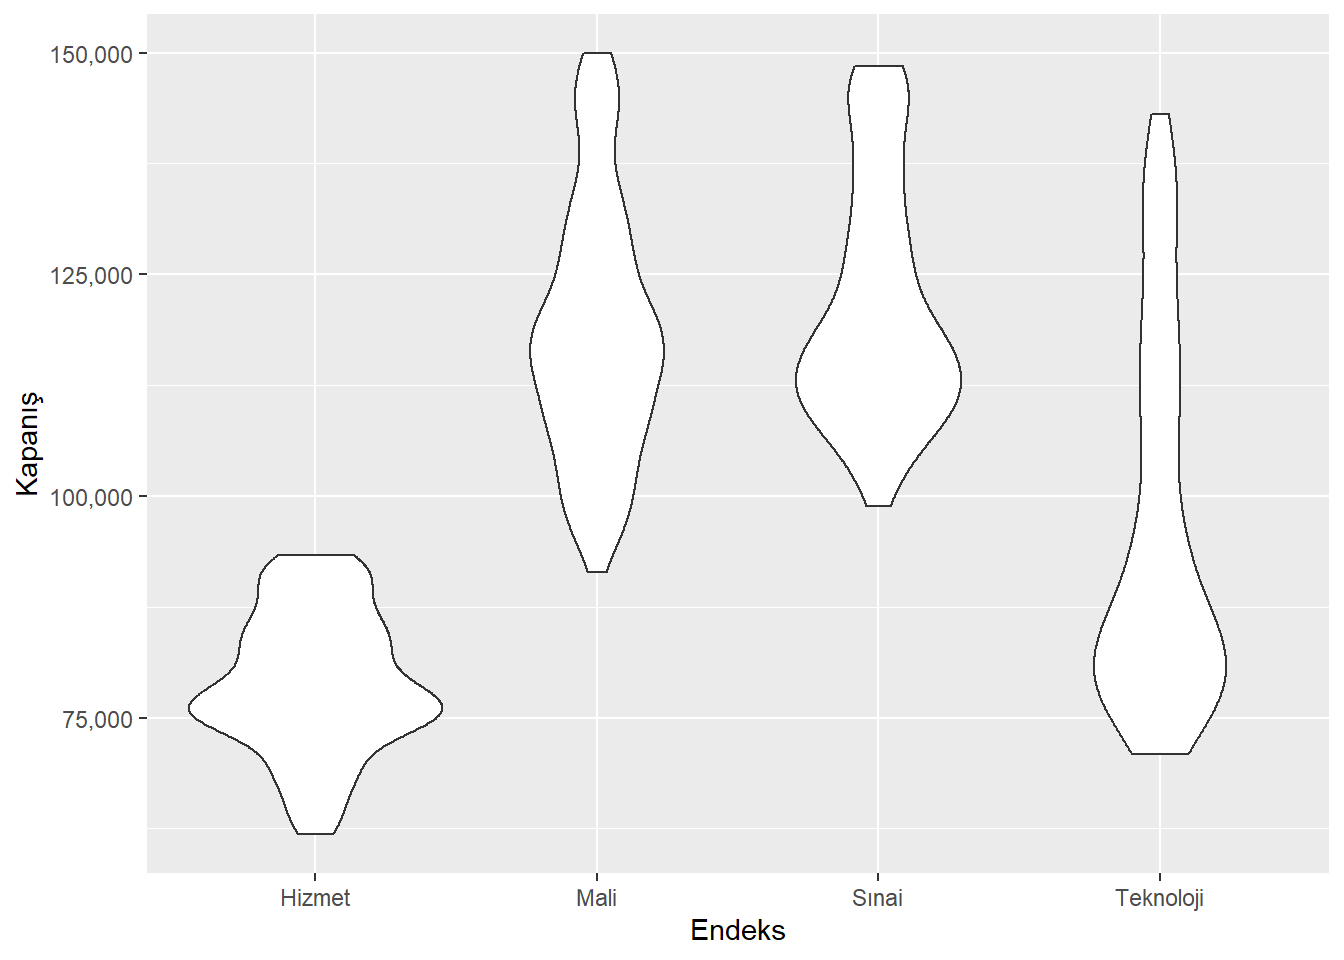 150,000
125,000
100,000
75,000
Kapanış
Hizmet
Mali
Sınai
Teknoloji
Endeks